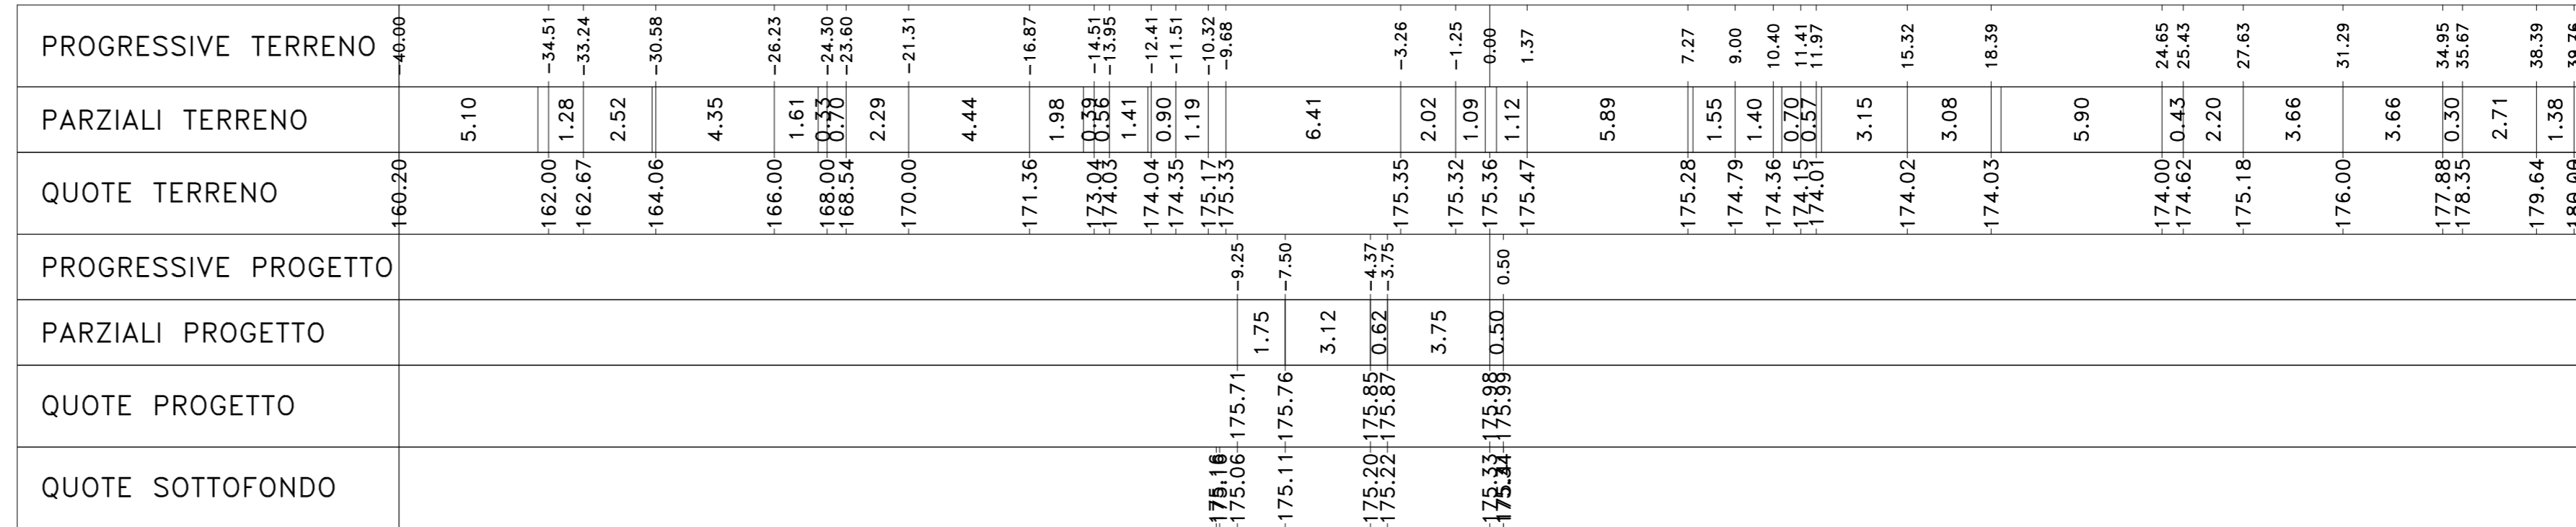 PROGRESSIVE TERRENO -40.00 -34.51 -33.24 -30.58 -26.23 -24.30 -23.60 -21.31 -16.87 -14.51 -13.95 -12.41 -11.51 -10.32 -9.68 -3.26 -1.25 0.00 1.37 7.27 9.00 10.40 11.41 11.97 15.32 18.39 24.65 25.43 27.63 31.29 34.95 35.67 38.39 39.76
PARZIALI TERRENO 5.10 1.28 2.52 4.35 1.61 0.33 0.70 2.29 4.44 1.98 0.39 0.56 1.41 0.90 1.19 6.41 2.02 1.09 1.12 5.89 1.55 1.40 0.70 0.57 3.15 3.08 5.90 0.43 2.20 3.66 3.66 0.30 2.71 1.38
QUOTE TERRENO 160.20 162.00 162.67 164.06 166.00 168.00 168.54 170.00 171.36 173.04 174.03 174.04 174.35 175.17 175.33 175.35 175.32 175.36 175.47 175.28 174.79 174.36 174.15 174.01 174.02 174.03 174.00 174.62 175.18 176.00 177.88 178.35 179.64
PROGRESSIVE PROGETTO -9.25 -7.50 -4.37 -3.75 0.50
PARZIALI PROGETTO 1.75 3.12 0.62 3.75 0.50
QUOTE PROGETTO 175.71 175.76 175.85 175.87 175.98 175.99
QUOTE SOTTOFONDO 175.16 175.06 175.11 175.20 175.22 175.33